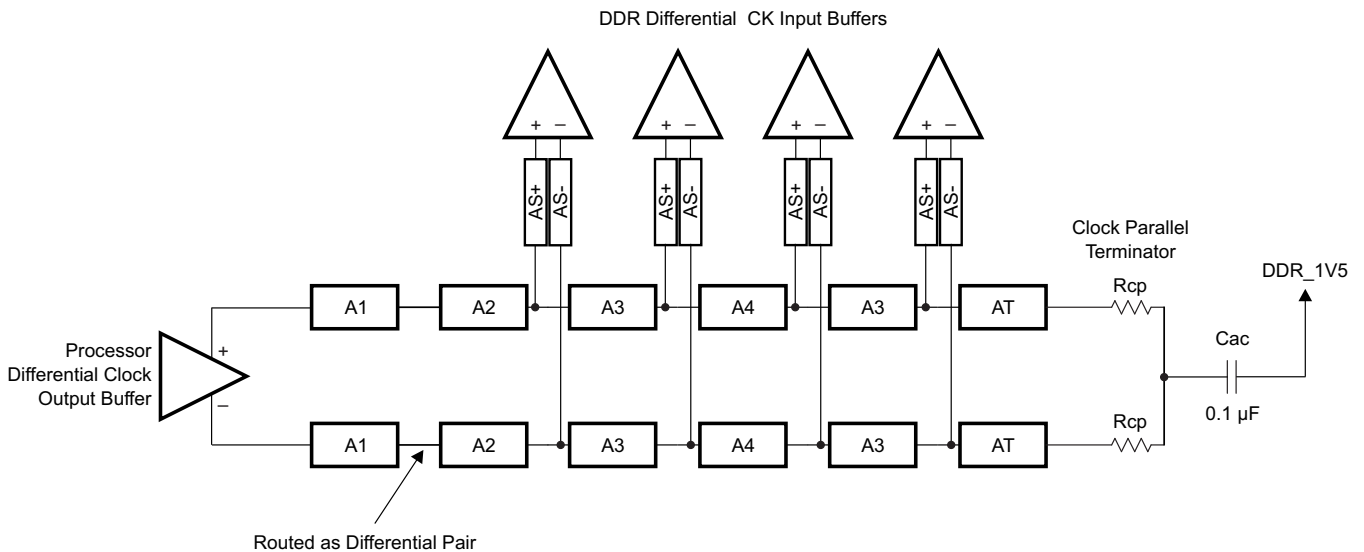 DDR Differential CK Input Buffers
+ – + – + – + –
AS+ AS- AS+ AS- AS+ AS- AS+ AS-
Clock Parallel
Terminator
DDR_1V5
A1 A2 A3 A4 A3 AT Rcp
Processor
Differential Clock
Output Buffer
+
–
Cac
0.1 µF
A1 A2 A3 A4 A3 AT Rcp
Routed as Differential Pair